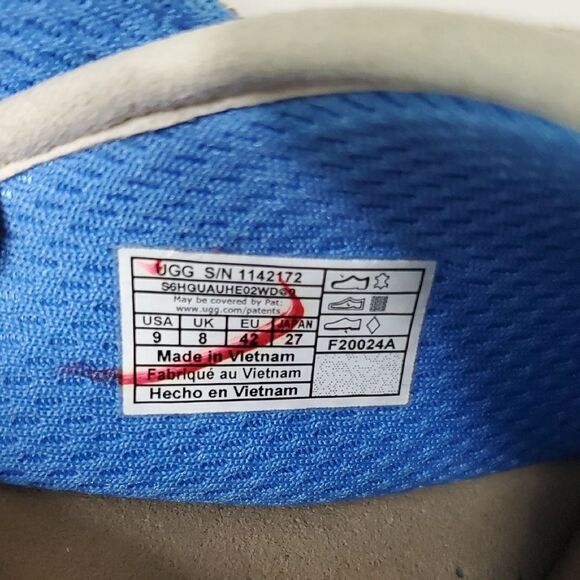 UGG S/N 1142172
S6HGUAUHE02WDGg
May be covered by Pat:
www.ugg.com/patents
USA UK EU JAPAN
9 8 42 27
F20024A
Made in Vietnam
Fabriqué au Vietnam
Hecho en Vietnam